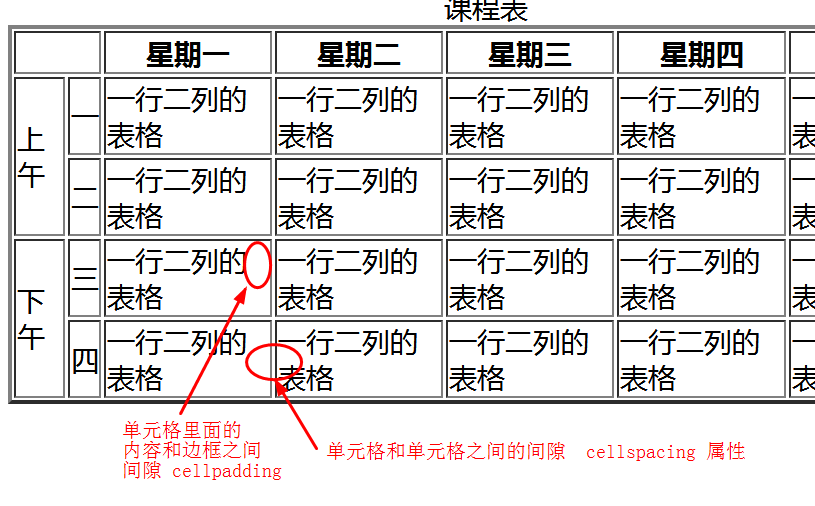 课程表
星期一 星期二 星期三 星期四
上午 一 一行二列的表格 一行二列的表格 一行二列的表格 一行二列的表格 一
二 一行二列的表格 一行二列的表格 一行二列的表格 一行二列的表格 一
下午 三 一行二列的表格 一行二列的表格 一行二列的表格 一行二列的表格 一
四 一行二列的表格 一行二列的表格 一行二列的表格 一行二列的表格 一
单元格里面的
内容和边框之间
间隙 cellpadding
单元格和单元格之间的间隙 cellspacing 属性